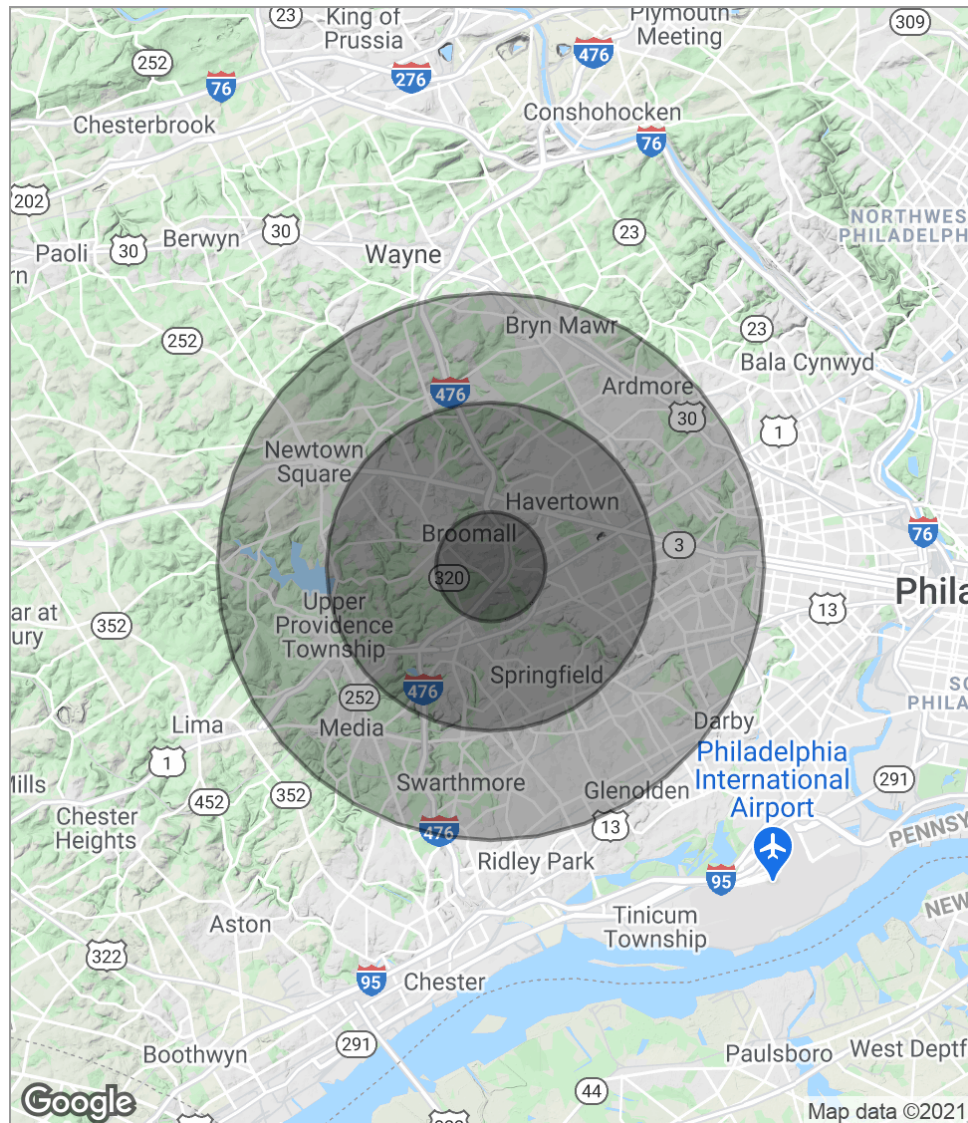 23
King of
Prussia
Plymouth
Meeting
309
252
76
276
476
Chesterbrook
Conshohocken
76
202
NORTHWES
PHILADELPH
Paoli
30
Berwyn
30
23
Wayne
rn
252
Bryn Mawr
23
Bala Cynwyd
476
Ardmore
30
1
Newtown
Square
Havertown
Broomall
3
76
320
Phila
13
ar at
ury
352
Upper
Providence
Township
Springfield
476
252
SO
PHILA
Media
Lima
Darby
1
Philadelphia
International
Airport
Mills
Swarthmore
291
452
352
Glenolden
Chester
Heights
476
13
PENNSY
Ridley Park
95
Aston
Tinicum
Township
NEW
322
95
Chester
291
Boothwyn
Paulsboro
West Deptf
44
Google
Map data ©2021